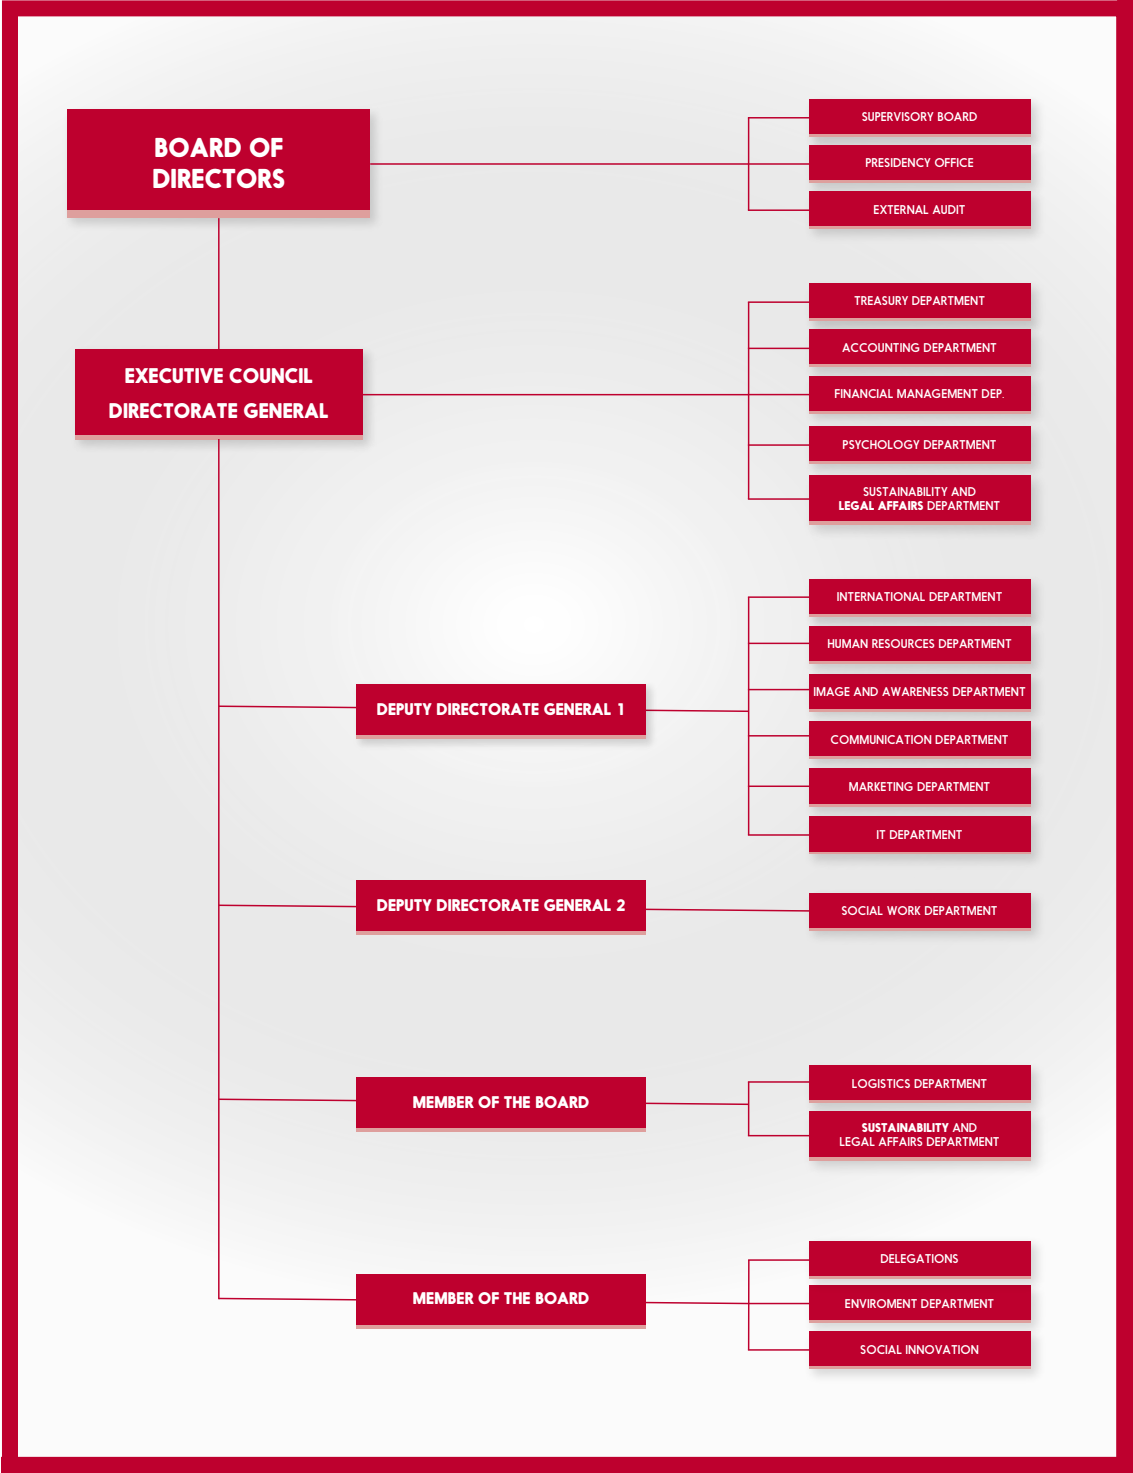 BOARD OF
DIRECTORS
SUPERVISORY BOARD
PRESIDENCY OFFICE
EXTERNAL AUDIT
EXECUTIVE COUNCIL
DIRECTORATE GENERAL
TREASURY DEPARTMENT
ACCOUNTING DEPARTMENT
FINANCIAL MANAGEMENT DEP.
PSYCHOLOGY DEPARTMENT
SUSTAINABILITY AND
LEGAL AFFAIRS DEPARTMENT
DEPUTY DIRECTORATE GENERAL 1
INTERNATIONAL DEPARTMENT
HUMAN RESOURCES DEPARTMENT
IMAGE AND AWARENESS DEPARTMENT
COMMUNICATION DEPARTMENT
MARKETING DEPARTMENT
IT DEPARTMENT
DEPUTY DIRECTORATE GENERAL 2
SOCIAL WORK DEPARTMENT
MEMBER OF THE BOARD
LOGISTICS DEPARTMENT
SUSTAINABILITY AND
LEGAL AFFAIRS DEPARTMENT
MEMBER OF THE BOARD
DELEGATIONS
ENVIROMENT DEPARTMENT
SOCIAL INNOVATION